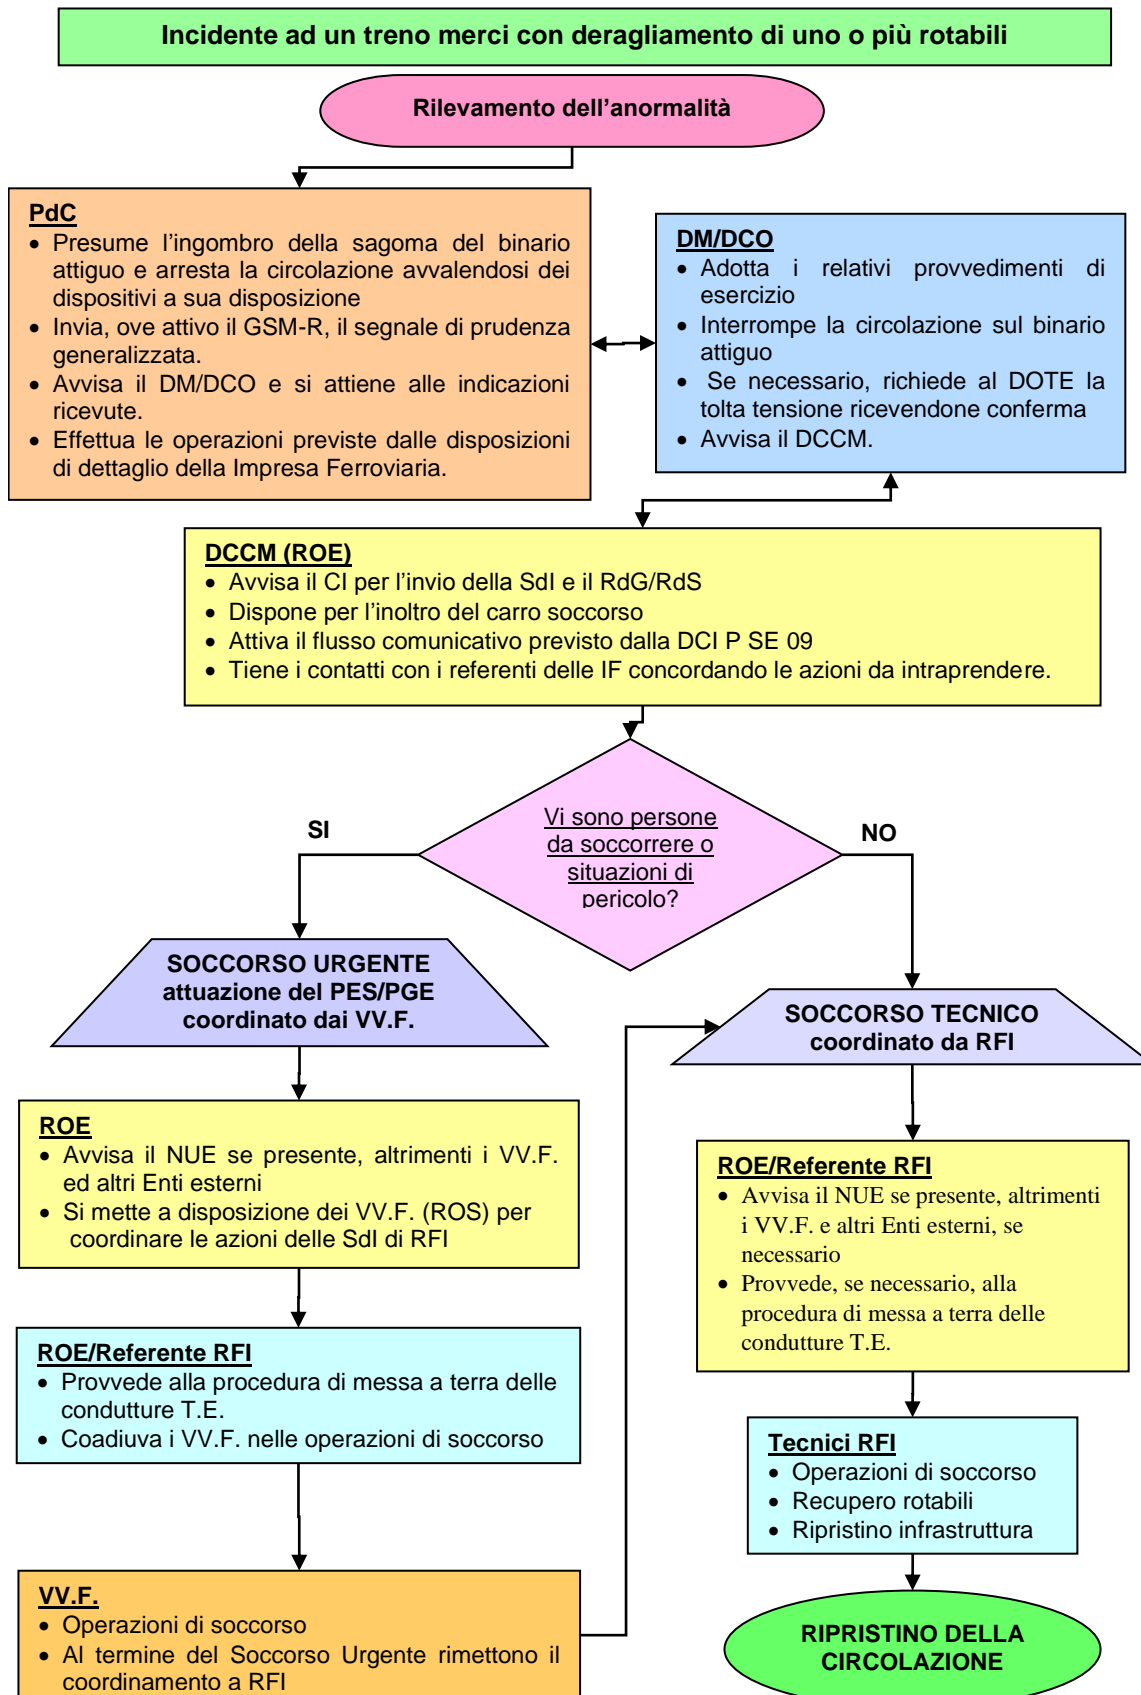 Incidente ad un treno merci con deragliamento di uno o più rotabili
Rilevamento dell’anormalità
PdC
• Presume l’ingombro della sagoma del binario
attiguo e arresta la circolazione avvalendosi dei
dispositivi a sua disposizione
• Invia, ove attivo il GSM-R, il segnale di prudenza
generalizzata.
• Avvisa il DM/DCO e si attiene alle indicazioni
ricevute.
• Effettua le operazioni previste dalle disposizioni
di dettaglio della Impresa Ferroviaria.
DM/DCO
• Adotta i relativi provvedimenti di
esercizio
• Interrompe la circolazione sul binario
attiguo
• Se necessario, richiede al DOTE la
tolta tensione ricevendone conferma
• Avvisa il DCCM.
DCCM (ROE)
• Avvisa il CI per l’invio della SdI e il RdG/RdS
• Dispone per l’inoltro del carro soccorso
• Attiva il flusso comunicativo previsto dalla DCI P SE 09
• Tiene i contatti con i referenti delle IF concordando le azioni da intraprendere.
Vi sono persone
da soccorrere o
situazioni di
pericolo?
SI
NO
SOCCORSO URGENTE
attuazione del PES/PGE
coordinato dai VV.F.
SOCCORSO TECNICO
coordinato da RFI
ROE
• Avvisa il NUE se presente, altrimenti i VV.F.
ed altri Enti esterni
• Si mette a disposizione dei VV.F. (ROS) per
coordinare le azioni delle SdI di RFI
ROE/Referente RFI
• Provvede alla procedura di messa a terra delle
condutture T.E.
• Coadiuva i VV.F. nelle operazioni di soccorso
VV.F.
• Operazioni di soccorso
• Al termine del Soccorso Urgente rimettono il
coordinamento a RFI
ROE/Referente RFI
• Avvisa il NUE se presente, altrimenti
i VV.F. e altri Enti esterni, se
necessario
• Provvede, se necessario, alla
procedura di messa a terra delle
condutture T.E.
Tecnici RFI
• Operazioni di soccorso
• Recupero rotabili
• Ripristino infrastruttura
RIPRISTINO DELLA
CIRCOLAZIONE